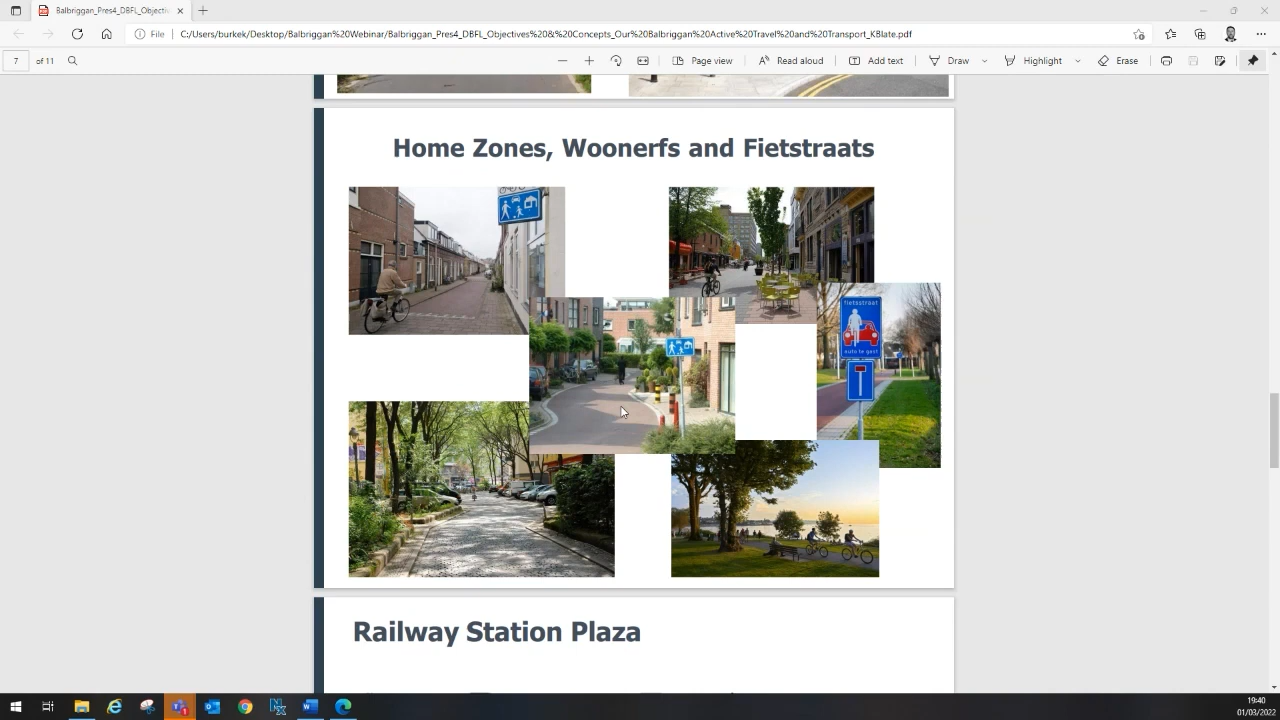 Balbriggan_Pres4_DBFL_Objectiv
File
C:/Users/burkek/Desktop/Balbriggan%20Webinar/Balbriggan_Pres4_DBFL_Objectives%20&%20Concepts_Our%20Balbriggan%20Active%20Travel%20and%20Transport_KBlate.pdf
7 of 11
Page view
Read aloud
Add text
Draw
Highlight
Erase
Home Zones, Woonerfs and Fietstraats
fietsstraat
auto te gast
Railway Station Plaza
19:40
01/03/2022